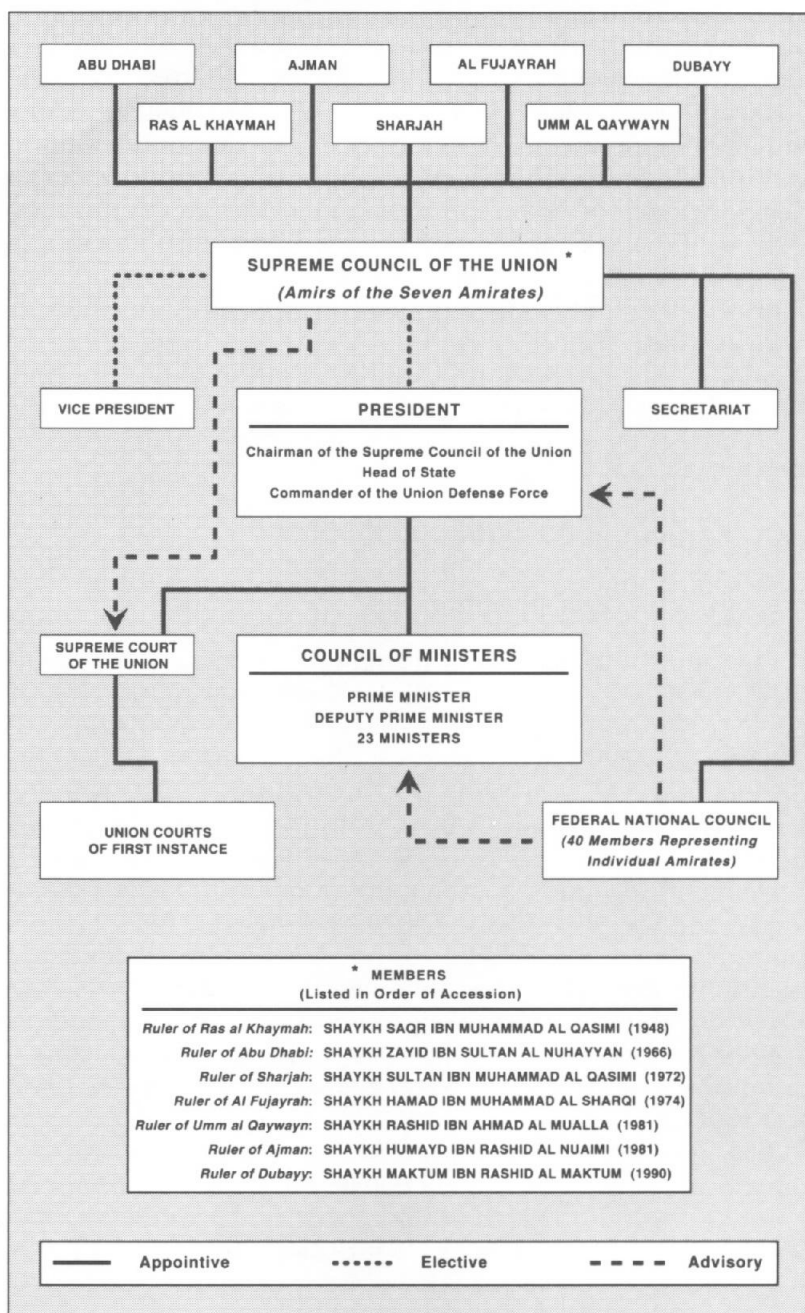 ABU DHABI
AJMAN
AL FUJAYRAH
DUBAYY
RAS AL KHAYMAH
SHARJAH
UMM AL QAYWAYN
SUPREME COUNCIL OF THE UNION *
(Amirs of the Seven Amirates)
VICE PRESIDENT
PRESIDENT
Chairman of the Supreme Council of the Union
Head of State
Commander of the Union Defense Force
SECRETARIAT
SUPREME COURT
OF THE UNION
COUNCIL OF MINISTERS
PRIME MINISTER
DEPUTY PRIME MINISTER
23 MINISTERS
UNION COURTS
OF FIRST INSTANCE
FEDERAL NATIONAL COUNCIL
(40 Members Representing
Individual Amirates)
* MEMBERS
(Listed in Order of Accession)
Ruler of Ras al Khaymah: SHAYKH SAQR IBN MUHAMMAD AL QASIMI (1948)
Ruler of Abu Dhabi: SHAYKH ZAYID IBN SULTAN AL NUHAYYAN (1966)
Ruler of Sharjah: SHAYKH SULTAN IBN MUHAMMAD AL QASIMI (1972)
Ruler of Al Fujayrah: SHAYKH HAMAD IBN MUHAMMAD AL SHARQI (1974)
Ruler of Umm al Qaywayn: SHAYKH RASHID IBN AHMAD AL MUALLA (1981)
Ruler of Ajman: SHAYKH HUMAYD IBN RASHID AL NUAIMI (1981)
Ruler of Dubayy: SHAYKH MAKTUM IBN RASHID AL MAKTUM (1990)
Appointive
Elective
Advisory